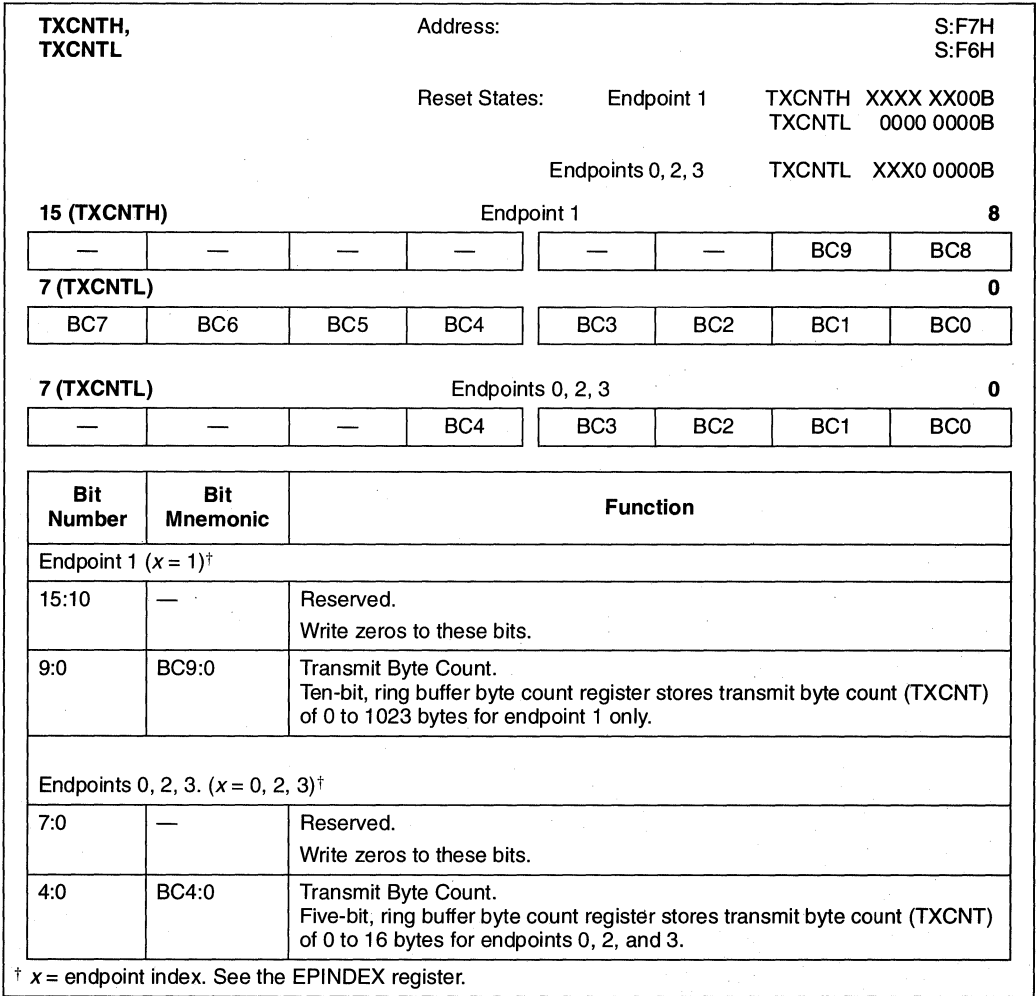 TXCNTH, Address: S:F7H
TXCNTL S:F6H
Reset States: Endpoint 1 TXCNTH XXXX XX00B
TXCNTL 0000 0000B
Endpoints 0, 2, 3 TXCNTL XXX0 0000B
15 (TXCNTH) Endpoint 1 8
— — — — — — BC9 BC8
7 (TXCNTL) 0
BC7 BC6 BC5 BC4 BC3 BC2 BC1 BC0
7 (TXCNTL) Endpoints 0, 2, 3 0
— — — BC4 BC3 BC2 BC1 BC0
Bit Number Bit Mnemonic Function
Endpoint 1 (x = 1)†
15:10 — Reserved.
Write zeros to these bits.
9:0 BC9:0 Transmit Byte Count.
Ten-bit, ring buffer byte count register stores transmit byte count (TXCNT)
of 0 to 1023 bytes for endpoint 1 only.
Endpoints 0, 2, 3. (x = 0, 2, 3)†
7:0 — Reserved.
Write zeros to these bits.
4:0 BC4:0 Transmit Byte Count.
Five-bit, ring buffer byte count register stores transmit byte count (TXCNT)
of 0 to 16 bytes for endpoints 0, 2, and 3.
† x = endpoint index. See the EPINDEX register.